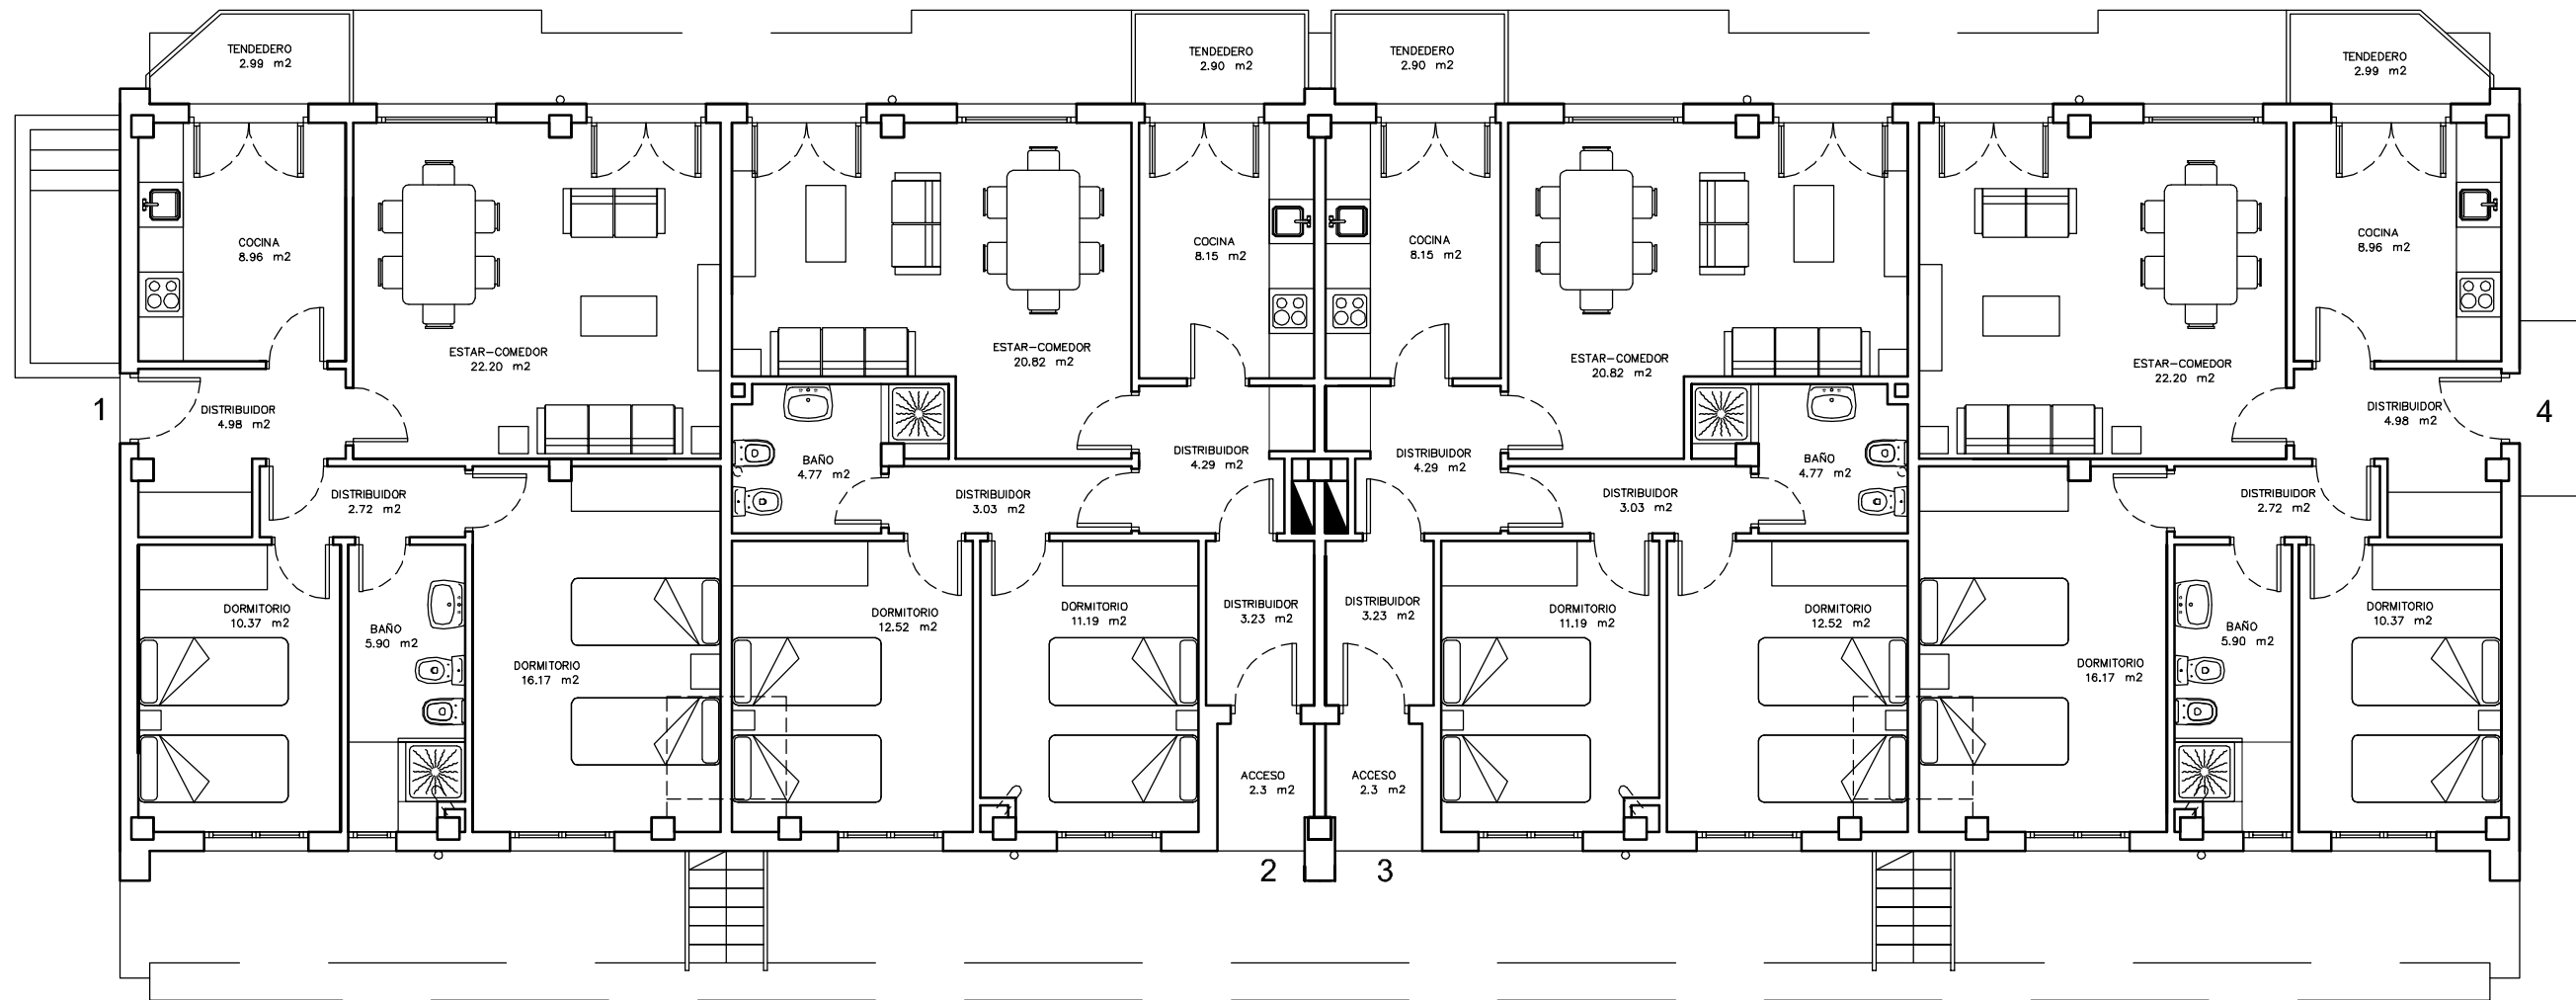 TENDEDERO
2.99 m2
TENDEDERO
2.90 m2
TENDEDERO
2.90 m2
TENDEDERO
2.99 m2
COCINA
8.96 m2
ESTAR-COMEDOR
22.20 m2
ESTAR-COMEDOR
20.82 m2
COCINA
8.15 m2
COCINA
8.15 m2
ESTAR-COMEDOR
20.82 m2
ESTAR-COMEDOR
22.20 m2
COCINA
8.96 m2
1
DISTRIBUIDOR
4.98 m2
DISTRIBUIDOR
4.98 m2
4
BAÑO
4.77 m2
DISTRIBUIDOR
4.29 m2
DISTRIBUIDOR
4.29 m2
BAÑO
4.77 m2
DISTRIBUIDOR
2.72 m2
DISTRIBUIDOR
3.03 m2
DISTRIBUIDOR
3.03 m2
DISTRIBUIDOR
2.72 m2
DORMITORIO
10.37 m2
BAÑO
5.90 m2
DORMITORIO
16.17 m2
DORMITORIO
12.52 m2
DORMITORIO
11.19 m2
DISTRIBUIDOR
3.23 m2
DISTRIBUIDOR
3.23 m2
DORMITORIO
11.19 m2
DORMITORIO
12.52 m2
DORMITORIO
16.17 m2
BAÑO
5.90 m2
DORMITORIO
10.37 m2
ACCESO
2.3 m2
ACCESO
2.3 m2
2
3